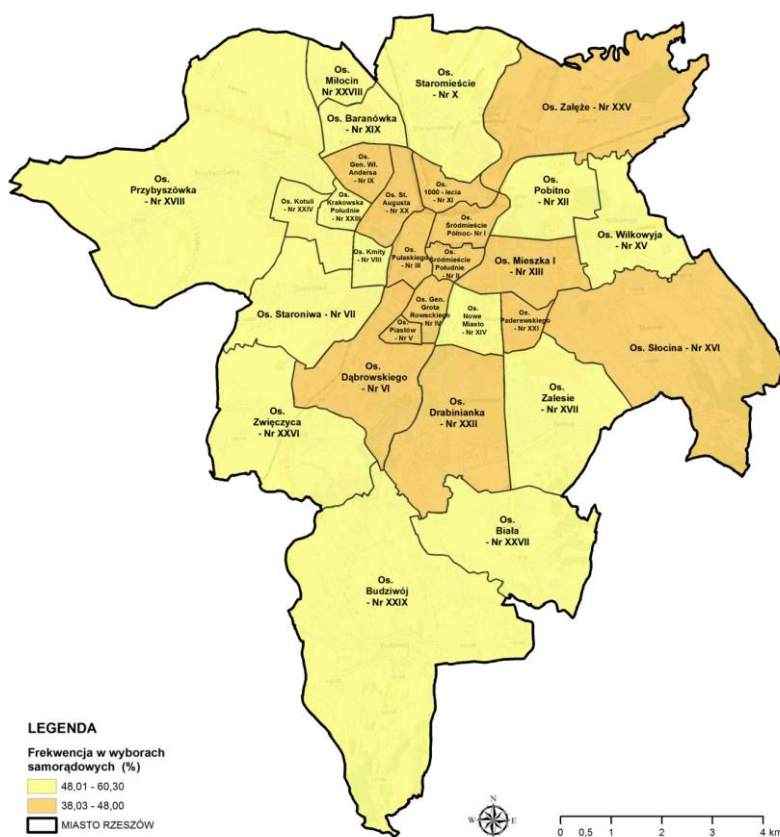 Os.
Miłocin
Nr XXVIII
Os.
Staromieście
- Nr X
Os. Załęże - Nr XXV
Os. Baranówka
- Nr XIX
Os.
Przybyszówka
- Nr XVIII
Os.
Gen. Wł.
Andersa
- Nr IX
Os.
1000 - lecia
- Nr XI
Os.
Pobitno
- Nr XII
Os. Kotuli
- Nr XXIV
Os.
Krakowska
Południe
- Nr XXIII
Os. St.
Augusta
- Nr XX
Os.
Śródmieście
Północ- Nr I
Os. Wilkowyja
- Nr XV
Os. Kmity
- Nr VIII
Os.
Pułaskiego
- Nr III
Os.
Śródmieście
Południe
- Nr II
Os. Mieszka I
- Nr XIII
Os. Staroniwa - Nr VII
Os. Gen.
Grota
Roweckiego
- Nr IV
Os.
Piastów
- Nr V
Os.
Nowe
Miasto
- Nr XIV
Os.
Paderewskiego
- Nr XXI
Os. Słocina - Nr XVI
Os.
Dąbrowskiego
- Nr VI
Os.
Drabinianka
- Nr XXII
Os.
Zalesie
- Nr XVII
Os.
Zwięczyca
- Nr XXVI
Os.
Biała
- Nr XXVII
Os.
Budziwój
- Nr XXIX
LEGENDA
Frekwencja w wyborach
samorądowych (%)
48,01 - 60,30
38,03 - 48,00
MIASTO RZESZÓW
N
W E
S
0 0,5 1 2 3 4 km